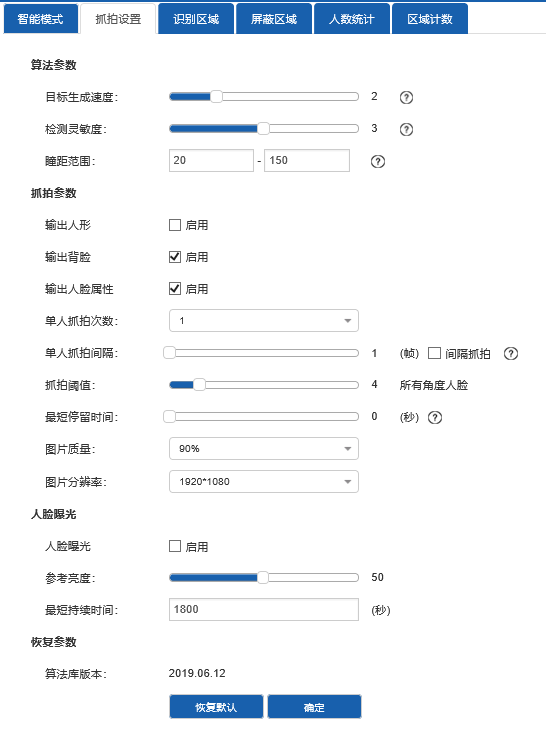 智能模式 抓拍设置 识别区域 屏蔽区域 人数统计 区域计数
算法参数
目标生成速度： 2 ?
检测灵敏度： 3 ?
瞳距范围： 20 - 150 ?
抓拍参数
输出人形 启用
输出背脸 启用
输出人脸属性 启用
单人抓拍次数： 1
单人抓拍间隔： 1 (帧) 间隔抓拍 ?
抓拍阈值： 4 所有角度人脸
最短停留时间： 0 (秒) ?
图片质量： 90%
图片分辨率： 1920*1080
人脸曝光
人脸曝光 启用
参考亮度： 50
最短持续时间： 1800 (秒)
恢复参数
算法库版本： 2019.06.12
恢复默认 确定